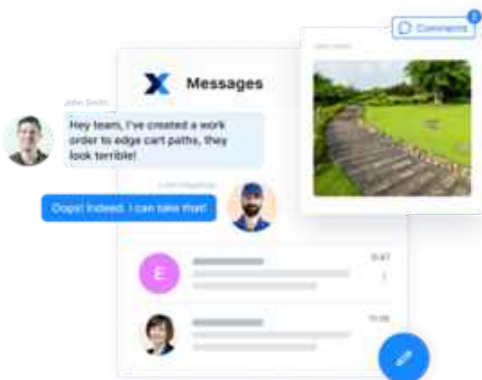 Comments
Messages
John Smith
Hey team, I've created a work
order to edge cart paths, they
look terrible!
Oops! Indeed. I can take that!
E